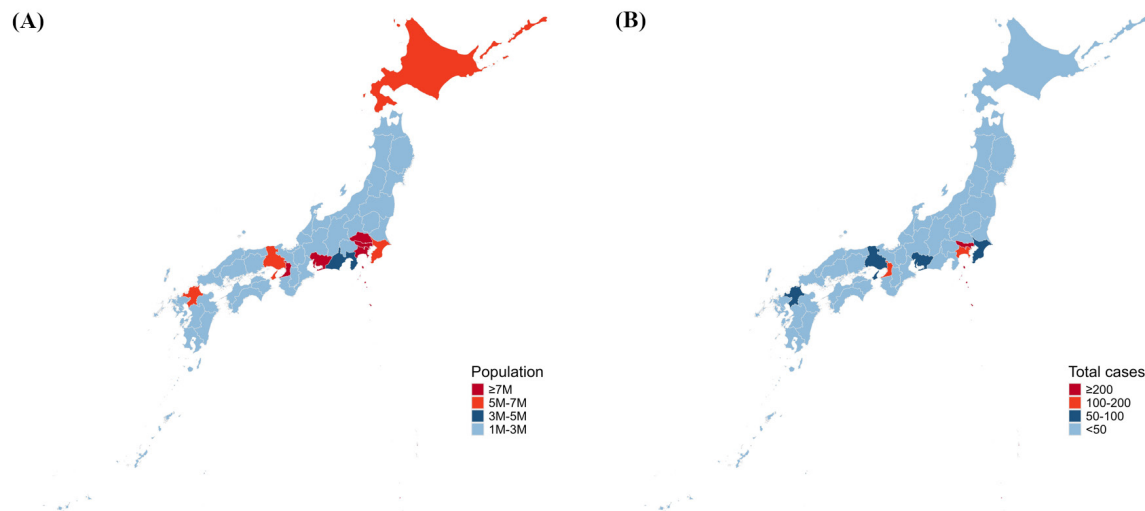 (A)
(B)
Population
≥7M
5M-7M
3M-5M
1M-3M
Total cases
≥200
100-200
50-100
<50